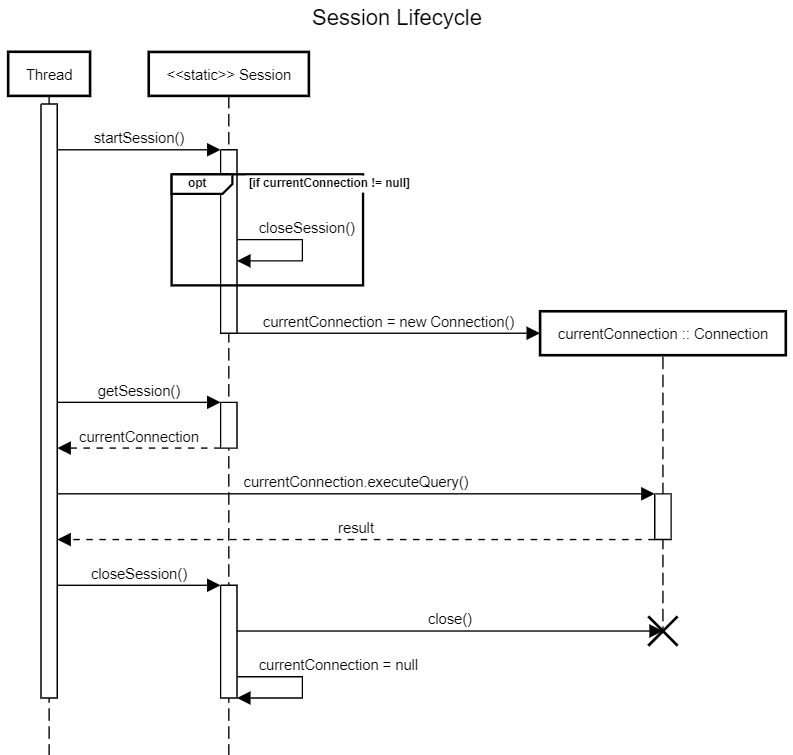 Session Lifecycle
Thread
<<static>> Session
startSession()
opt
[if currentConnection != null]
closeSession()
currentConnection = new Connection()
currentConnection :: Connection
getSession()
currentConnection
currentConnection.executeQuery()
result
closeSession()
close()
currentConnection = null